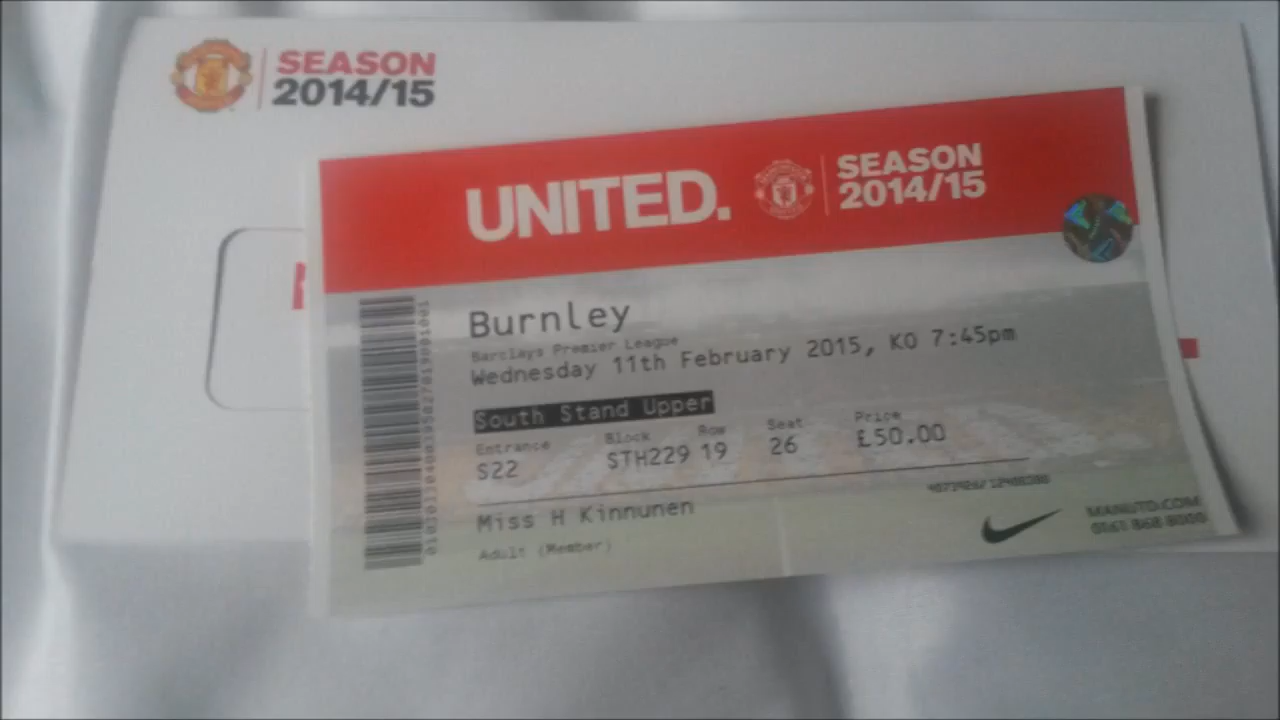 SEASON
2014/15
UNITED.
SEASON
2014/15
Burnley
Barclays Premier League
Wednesday 11th February 2015, KO 7:45pm
South Stand Upper
Entrance Block Row Seat Price
S22 STH229 19 26 £50.00
Miss H Kinnunen
Adult (Member)
MANUTD.COM
0161 868 8000